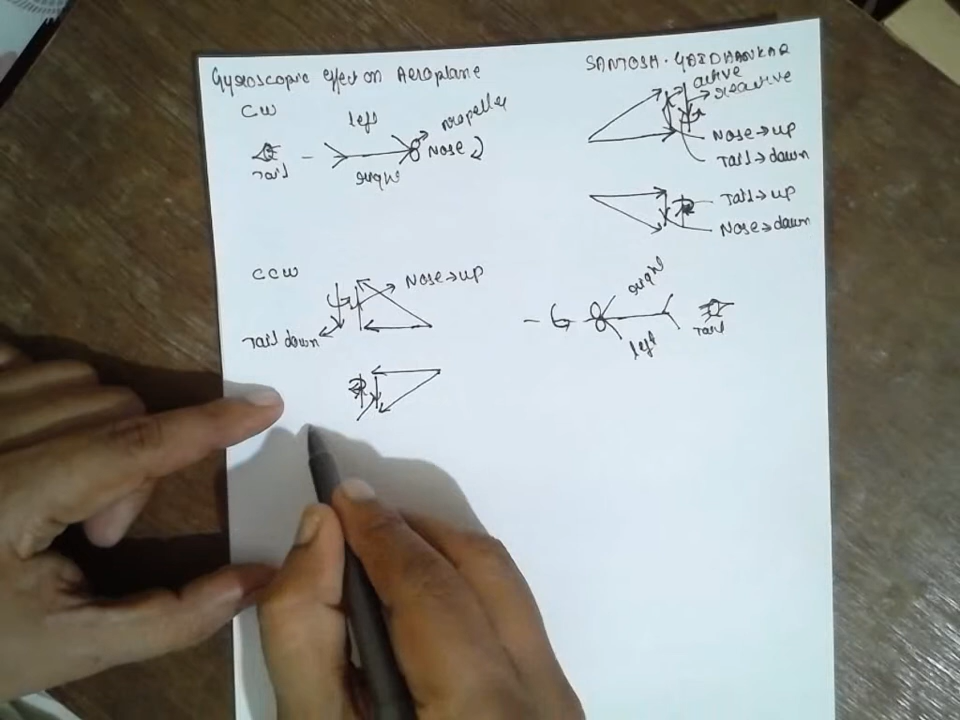 Gyroscopic effect on Aeroplane
SANTOSH. GAIDHANKAR
CW
left
propeller
Nose
Tail
right
active
reactive
Nose→up
Tail→down
Tail→up
Nose→down
CCW
Nose→up
Tail down
right
left
Tail